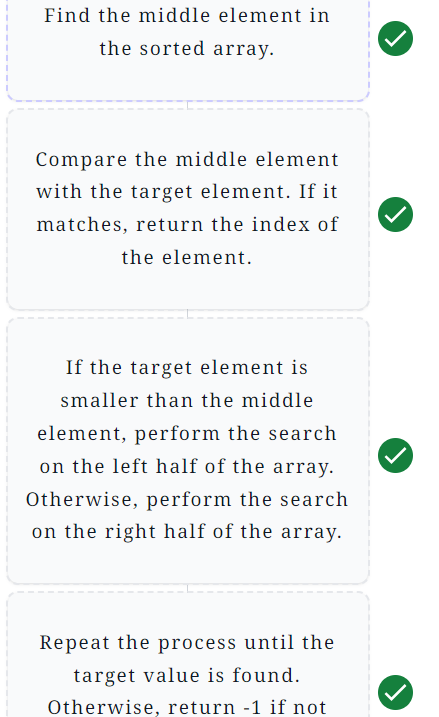 Find the middle element in
the sorted array.
Compare the middle element
with the target element. If it
matches, return the index of
the element.
If the target element is
smaller than the middle
element, perform the search
on the left half of the array.
Otherwise, perform the search
on the right half of the array.
Repeat the process until the
target value is found.
Otherwise, return -1 if not